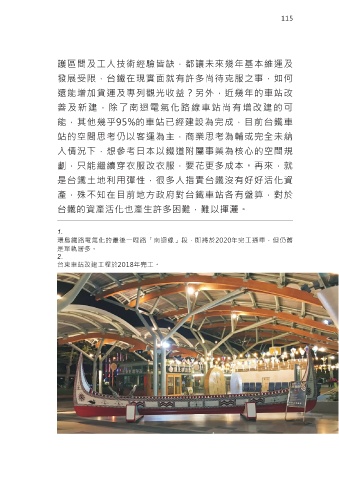 115
護區間及工人技術經驗皆缺，都讓未來幾年基本維運及
發展受限，台鐵在現實面就有許多尚待克服之事，如何
還能增加貨運及專列觀光收益？另外，近幾年的車站改
善及新建，除了南迴電氣化路線車站尚有增改建的可
能，其他幾乎95%的車站已經建設為完成，目前台鐵車
站的空間思考仍以客運為主，商業思考為輔或完全未納
入情況下，想參考日本以鐵道附屬事業為核心的空間規
劃，只能繼續穿衣服改衣服，要花更多成本。再來，就
是台鐵土地利用彈性，很多人指責台鐵沒有好好活化資
產，殊不知在目前地方政府對台鐵車站各有盤算，對於
台鐵的資產活化也產生許多困難，難以揮灑。
1.
環島鐵路電氣化的最後一段路「南迴線」段，即將於2020年完工通車，但仍舊
是單軌居多。
2.
台東車站改建工程於2018年完工。